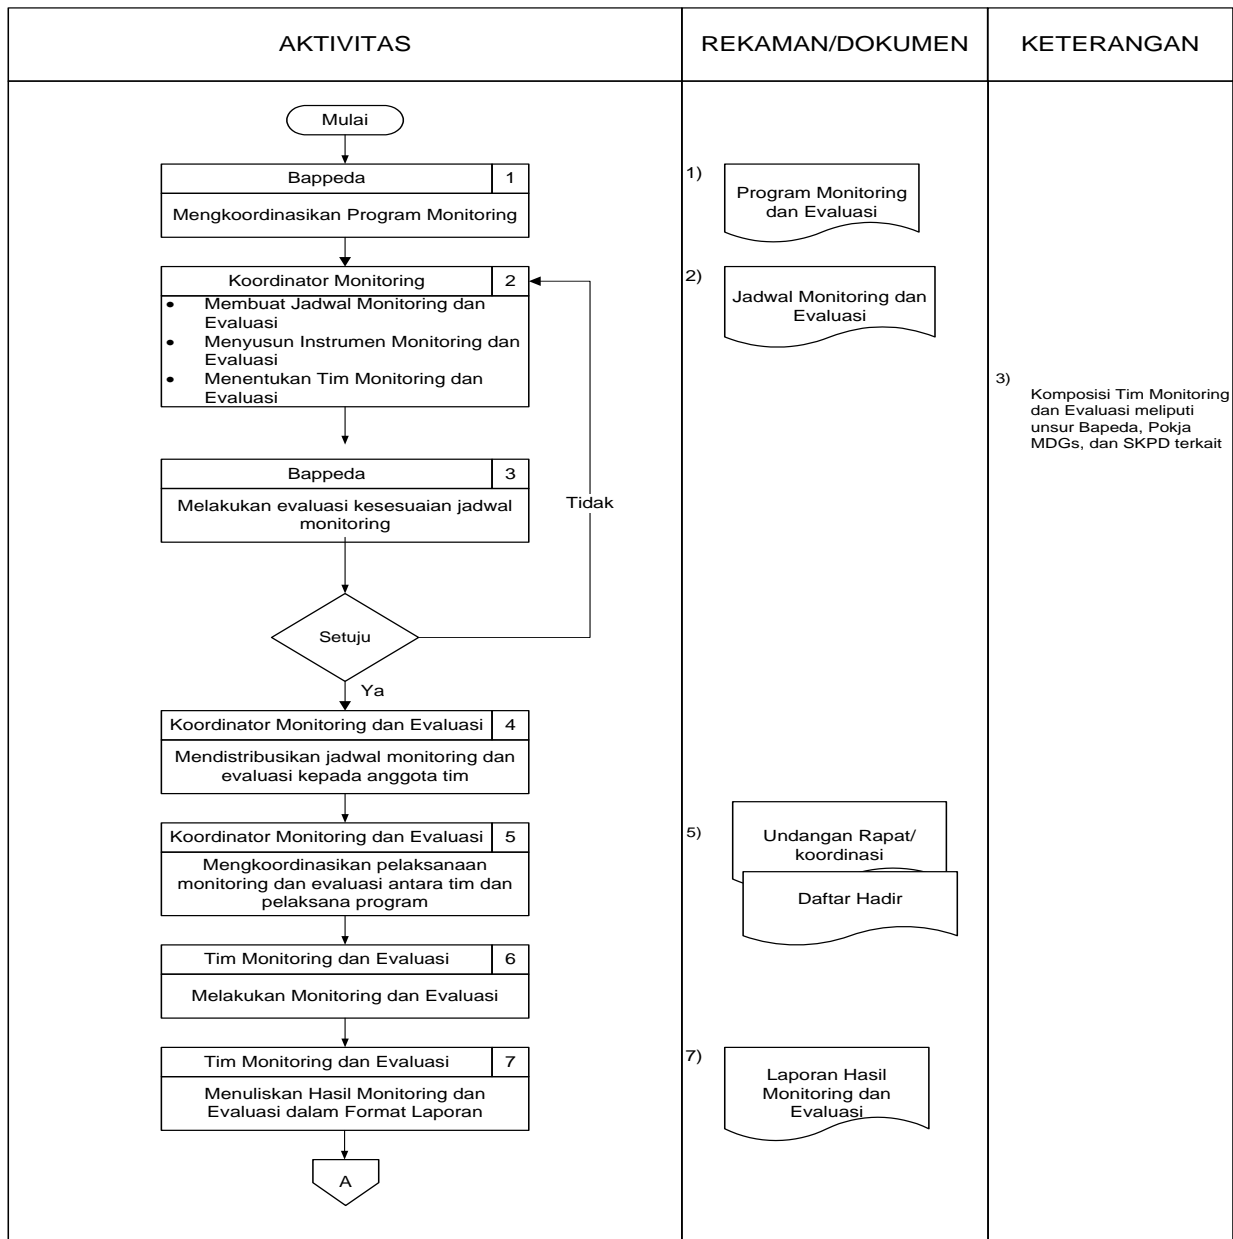 AKTIVITAS
REKAMAN/DOKUMEN
KETERANGAN
Mulai
Bappeda
1
Mengkoordinasikan Program Monitoring
1)
Program Monitoring
dan Evaluasi
Koordinator Monitoring
2
• Membuat Jadwal Monitoring dan
Evaluasi
• Menyusun Instrumen Monitoring dan
Evaluasi
• Menentukan Tim Monitoring dan
Evaluasi
2)
Jadwal Monitoring dan
Evaluasi
3)
Komposisi Tim Monitoring
dan Evaluasi meliputi
unsur Bapeda, Pokja
MDGs, dan SKPD terkait
Bappeda
3
Melakukan evaluasi kesesuaian jadwal
monitoring
Tidak
Setuju
Ya
Koordinator Monitoring dan Evaluasi
4
Mendistribusikan jadwal monitoring dan
evaluasi kepada anggota tim
Koordinator Monitoring dan Evaluasi
5
Mengkoordinasikan pelaksanaan
monitoring dan evaluasi antara tim dan
pelaksana program
5)
Undangan Rapat/
koordinasi
Daftar Hadir
Tim Monitoring dan Evaluasi
6
Melakukan Monitoring dan Evaluasi
Tim Monitoring dan Evaluasi
7
Menuliskan Hasil Monitoring dan
Evaluasi dalam Format Laporan
7)
Laporan Hasil
Monitoring dan
Evaluasi
A